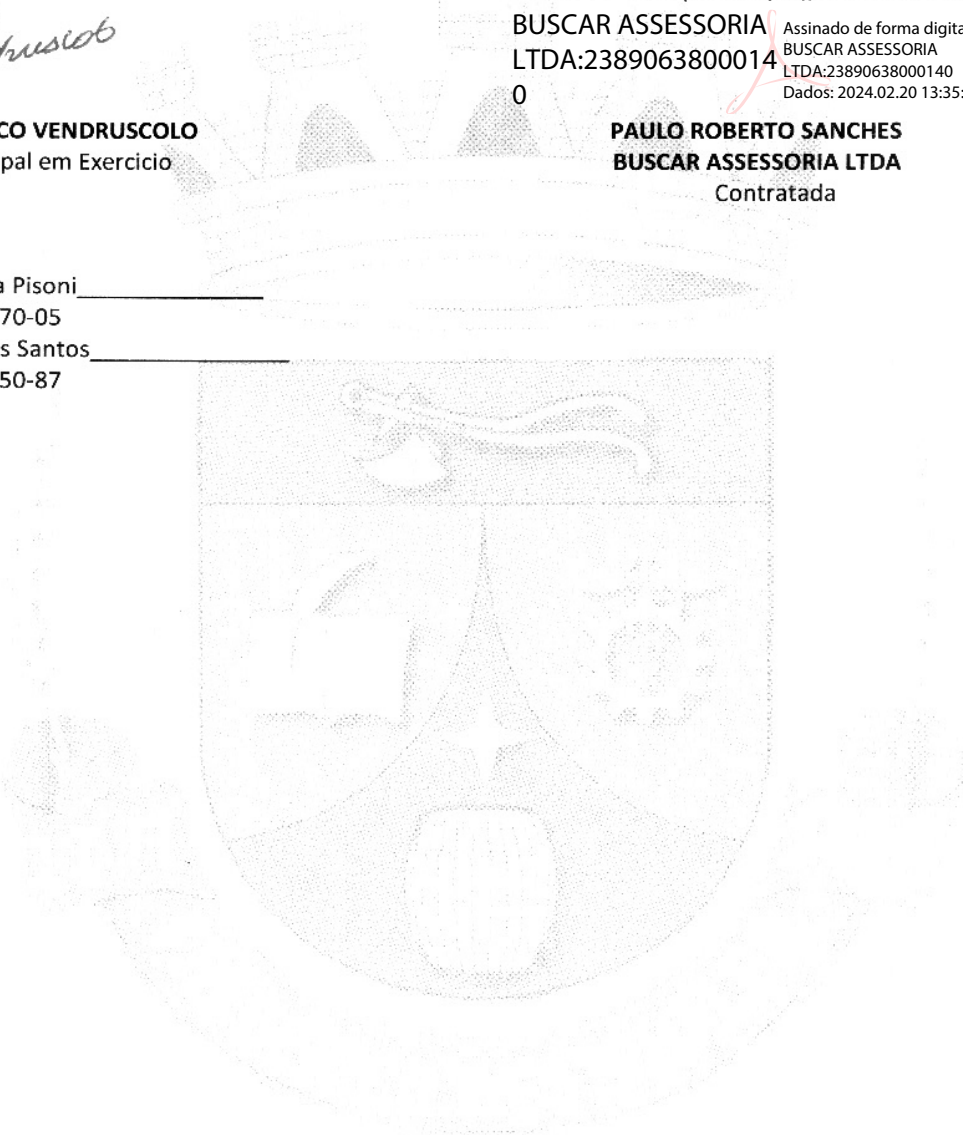 BUSCAR ASSESSORIA
LTDA:2389063800014
0
Assinado de forma digita
BUSCAR ASSESSORIA
LTDA:23890638000140
Dados: 2024.02.20 13:35:
CO VENDRUSCOLO
pal em Exercicio
PAULO ROBERTO SANCHES
BUSCAR ASSESSORIA LTDA
Contratada
a Pisoni
70-05
s Santos
50-87